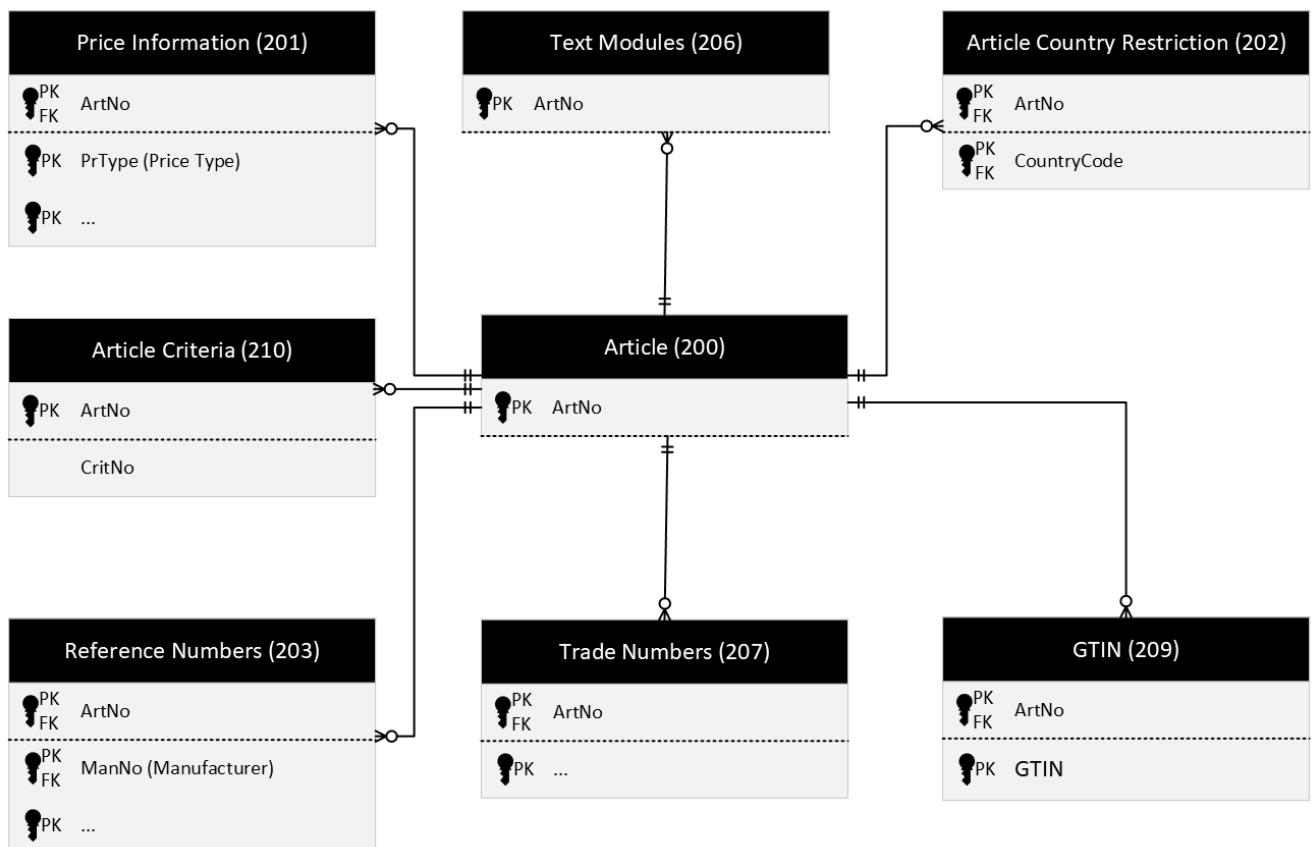 Price Information (201)
PK
FK
ArtNo
PK PrType (Price Type)
PK ...
Text Modules (206)
PK ArtNo
Article Country Restriction (202)
PK
FK
ArtNo
PK
FK
CountryCode
Article Criteria (210)
PK ArtNo
CritNo
Article (200)
PK ArtNo
Reference Numbers (203)
PK
FK
ArtNo
PK
FK
ManNo (Manufacturer)
PK ...
Trade Numbers (207)
PK
FK
ArtNo
PK ...
GTIN (209)
PK
FK
ArtNo
PK GTIN